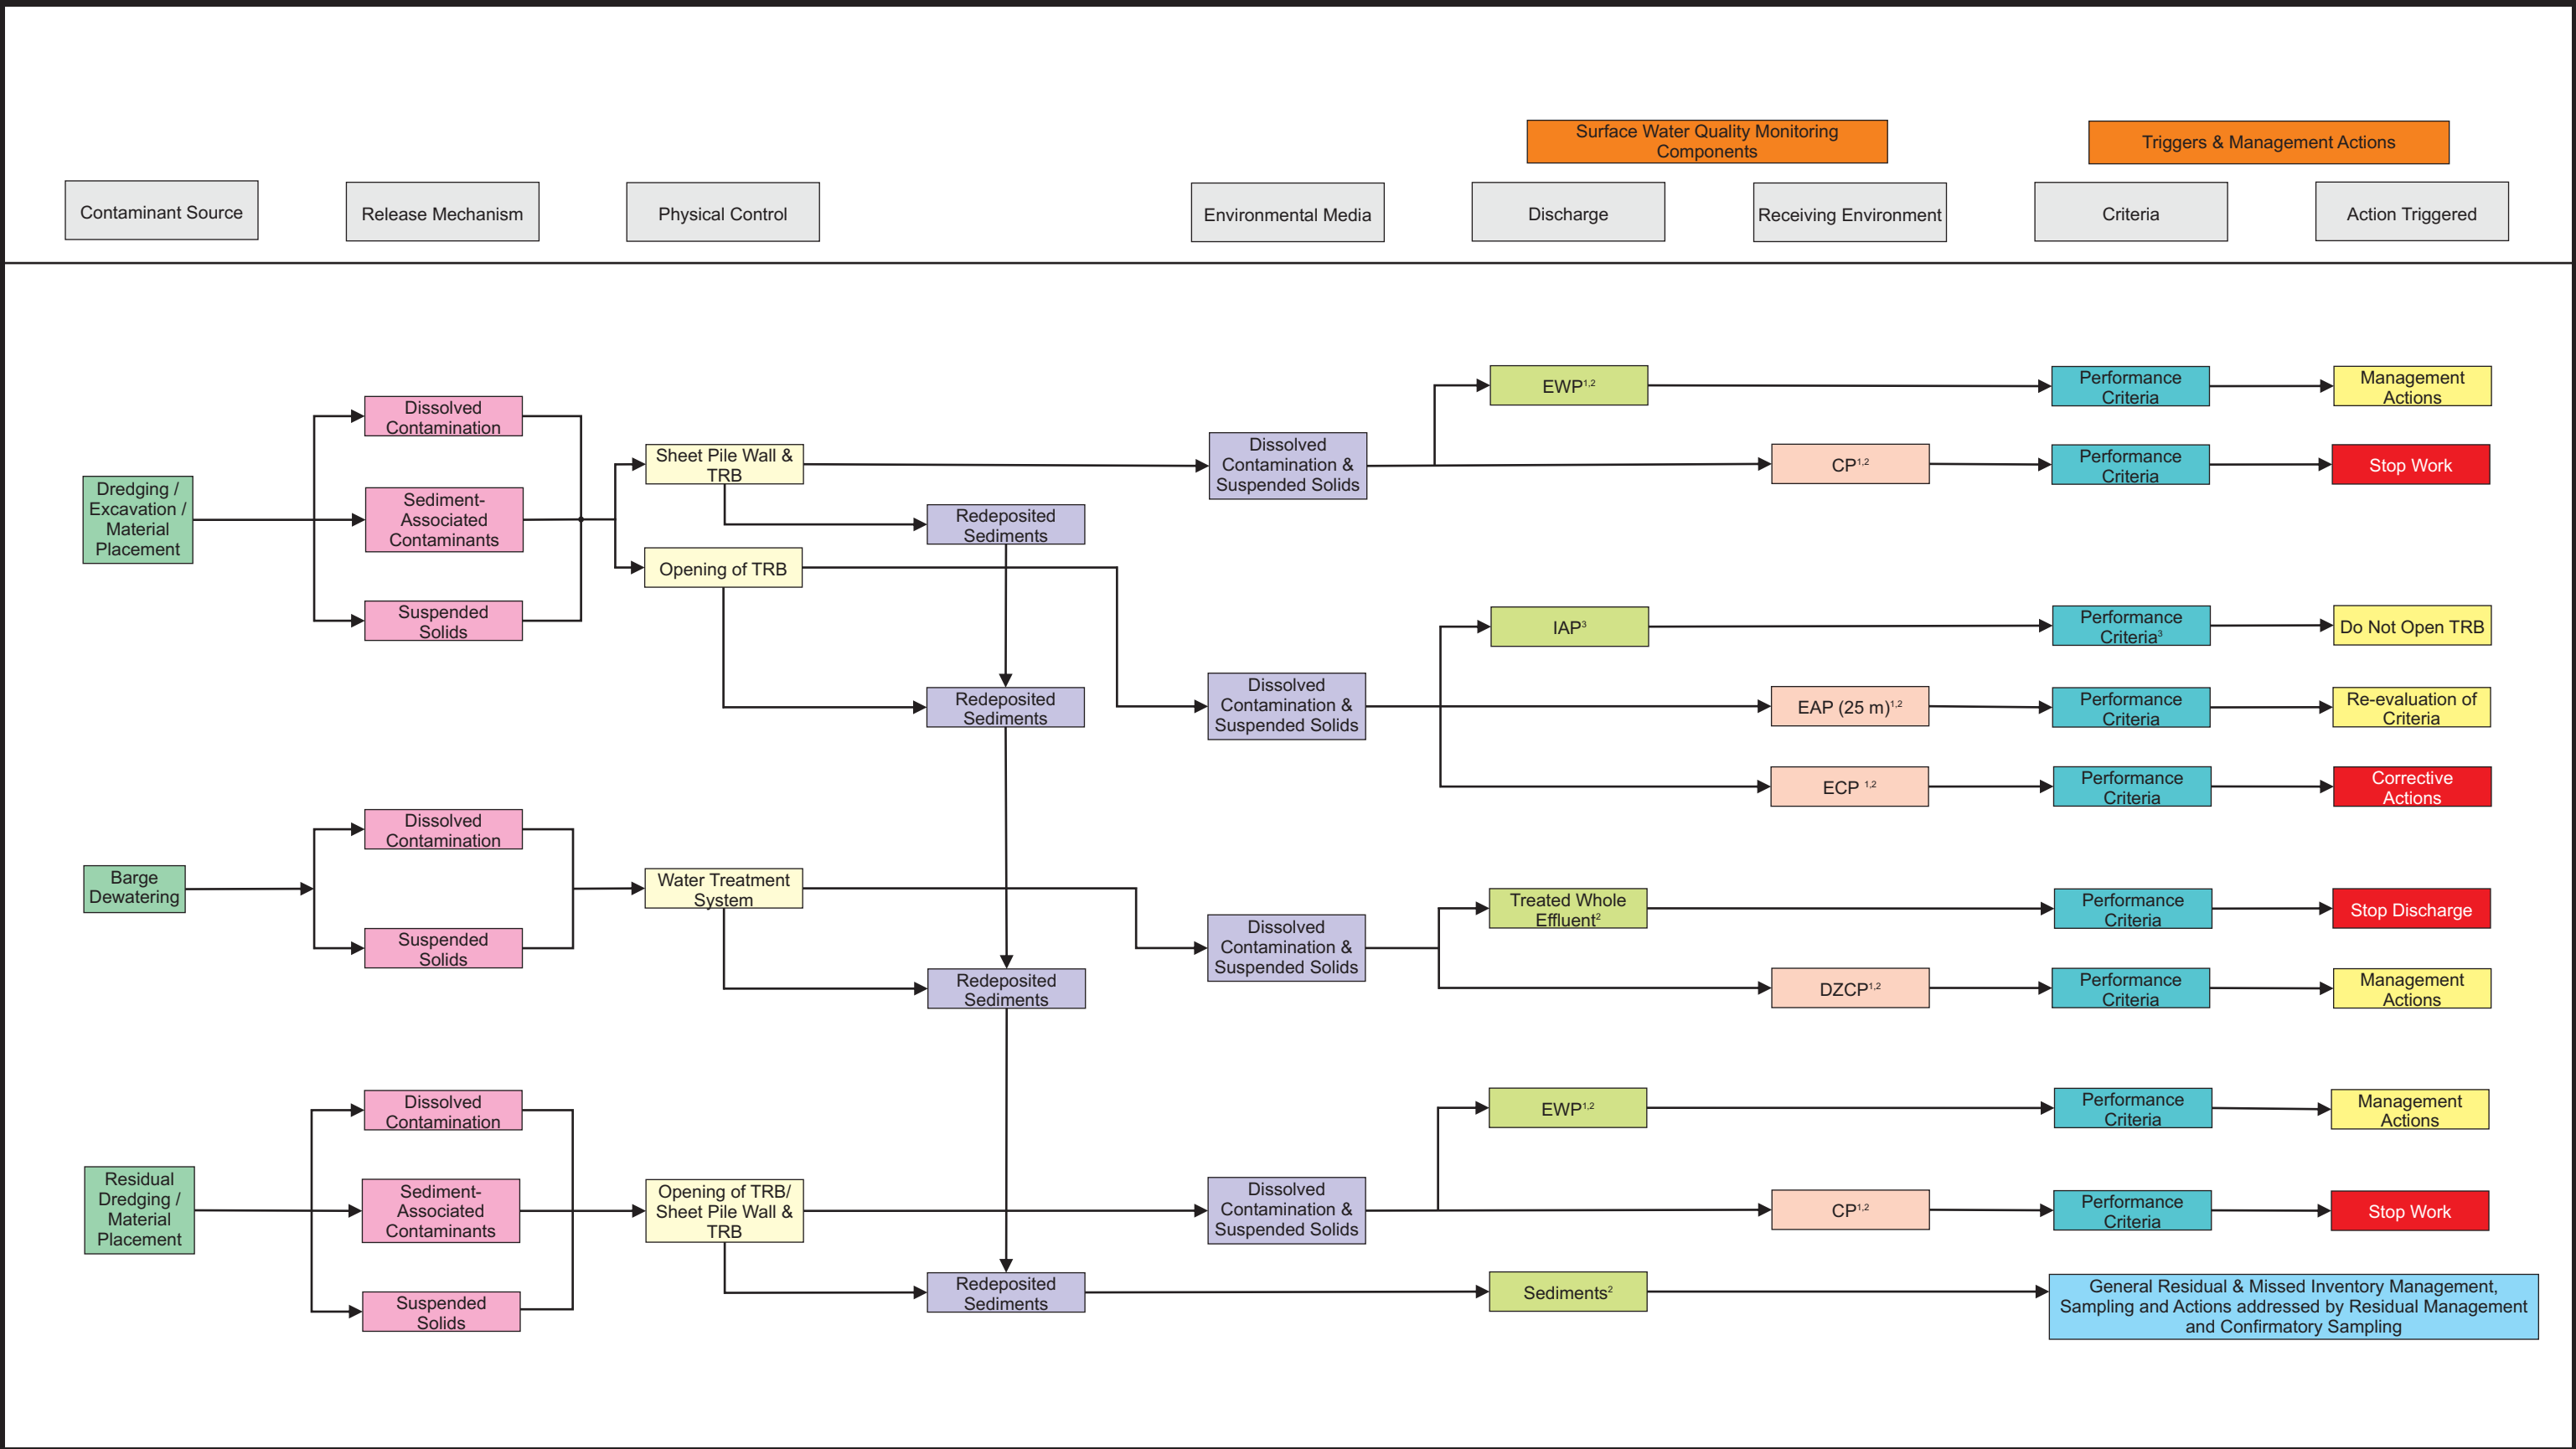 Surface Water Quality Monitoring
Components
Triggers & Management Actions
Contaminant Source
Release Mechanism
Physical Control
Environmental Media
Discharge
Receiving Environment
Criteria
Action Triggered
Dredging /
Excavation /
Material
Placement
Dissolved
Contamination
Sediment-
Associated
Contaminants
Suspended
Solids
Sheet Pile Wall &
TRB
Opening of TRB
Redeposited
Sediments
Redeposited
Sediments
Dissolved
Contamination &
Suspended Solids
EWP1,2
Performance
Criteria
Management
Actions
CP1,2
Performance
Criteria
Stop Work
Dissolved
Contamination &
Suspended Solids
IAP3
Performance
Criteria3
Do Not Open TRB
EAP (25 m)1,2
Performance
Criteria
Re-evaluation of
Criteria
ECP 1,2
Performance
Criteria
Corrective
Actions
Barge
Dewatering
Dissolved
Contamination
Suspended
Solids
Water Treatment
System
Redeposited
Sediments
Dissolved
Contamination &
Suspended Solids
Treated Whole
Effluent2
Performance
Criteria
Stop Discharge
DZCP1,2
Performance
Criteria
Management
Actions
Residual
Dredging /
Material
Placement
Dissolved
Contamination
Sediment-
Associated
Contaminants
Suspended
Solids
Opening of TRB/
Sheet Pile Wall &
TRB
Redeposited
Sediments
Dissolved
Contamination &
Suspended Solids
EWP1,2
Performance
Criteria
Management
Actions
CP1,2
Performance
Criteria
Stop Work
Sediments2
General Residual & Missed Inventory Management,
Sampling and Actions addressed by Residual Management
and Confirmatory Sampling